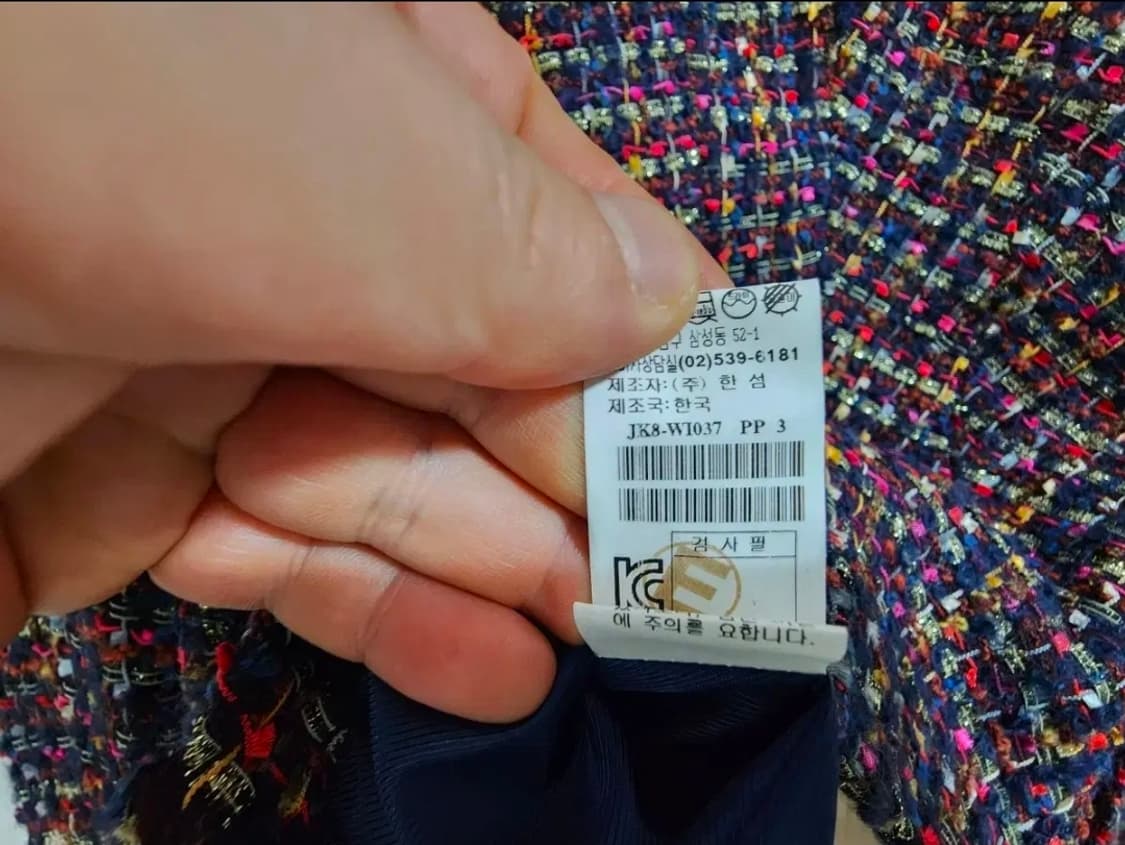 삼성동 52-1
(02)539-6181
제조자:(주) 한 섬
제조국:한국
JK8-WI037 PP 3
검 사 필
에 주의를 요합니다.